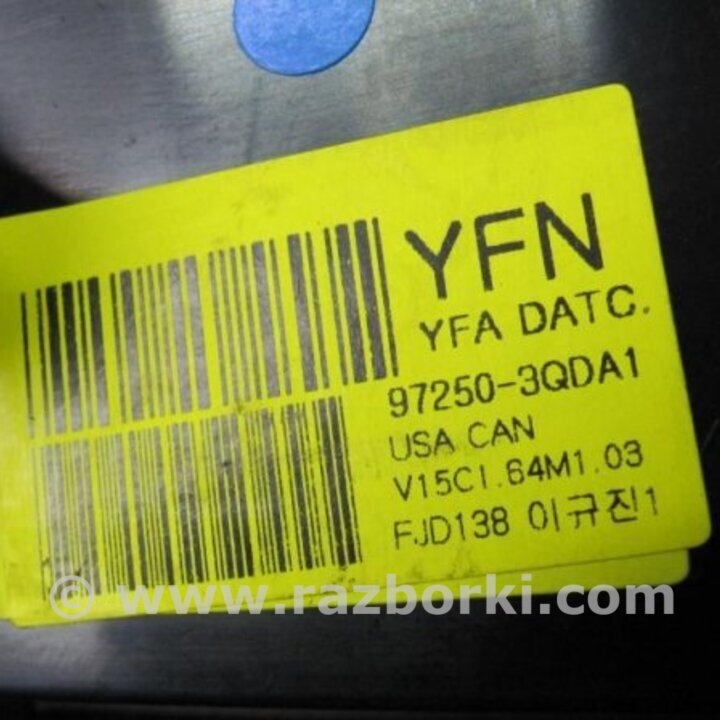 YFN
YFA DATC.
97250-3QDA1
USA CAN
V15C1.64M1.03
FJD138 이규진1
© www.razborki.com